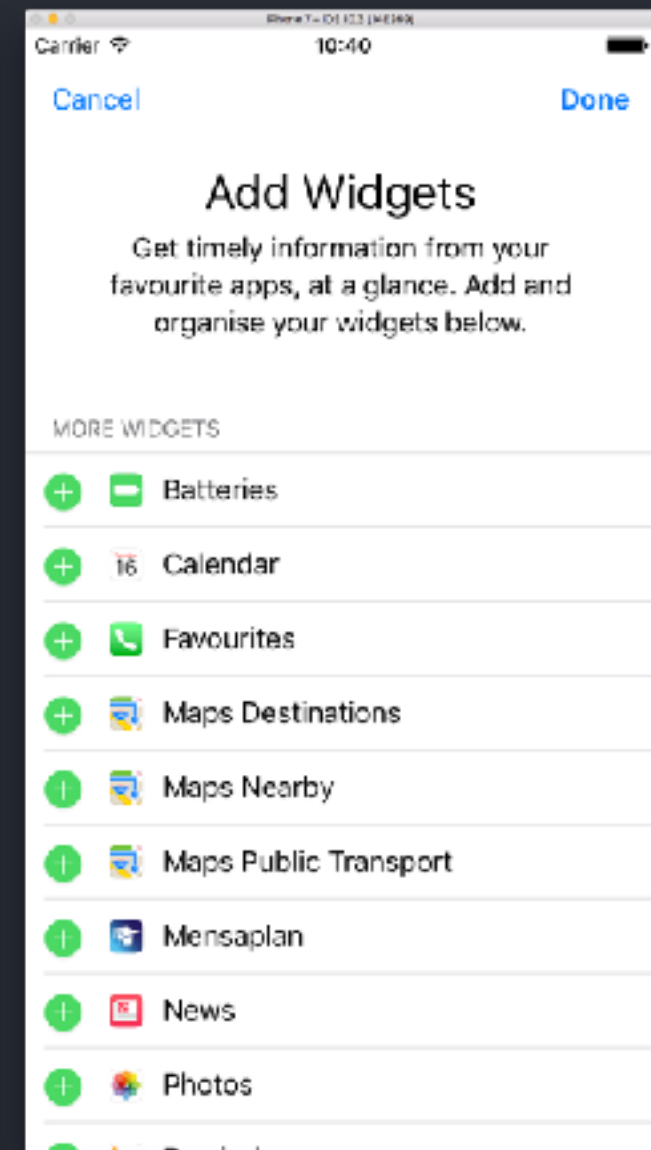 Carrier
10:40
Cancel
Done
Add Widgets
Get timely information from your
favourite apps, at a glance. Add and
organise your widgets below.
MORE WIDGETS
Batteries
16
Calendar
Favourites
Maps Destinations
Maps Nearby
Maps Public Transport
Mensaplan
News
Photos